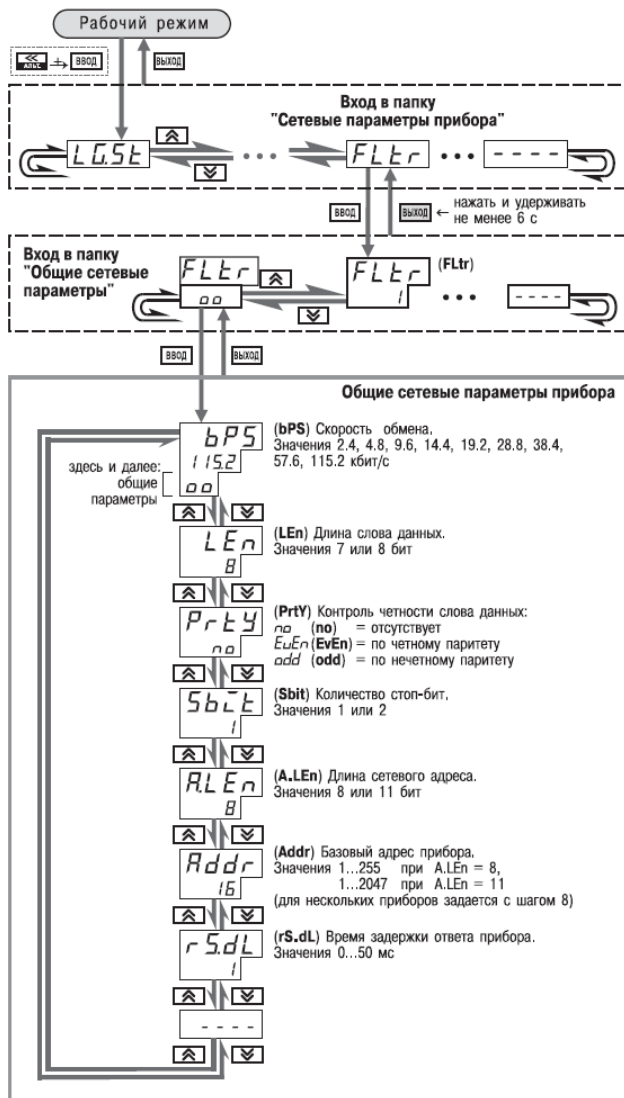 Рабочий режим
АЛЬТ. + ВВОД
ВЫХОД
Вход в папку
"Сетевые параметры прибора"
LG.St
• • •
FLtr
• • •
- - - -
ВВОД
ВЫХОД
← нажать и удерживать
не менее 6 с
Вход в папку
"Общие сетевые
параметры"
FLtr
oo
FLtr
1
(FLtr)
• • •
- - - -
ВВОД
ВЫХОД
Общие сетевые параметры прибора
bPS
115.2
oo
здесь и далее:
общие
параметры
(bPS) Скорость обмена.
Значения 2.4, 4.8, 9.6, 14.4, 19.2, 28.8, 38.4,
57.6, 115.2 кбит/с
LEn
8
(LEn) Длина слова данных.
Значения 7 или 8 бит
PrtY
no
(PrtY) Контроль четности слова данных:
no (no) = отсутствует
EvEn (EvEn) = по четному паритету
odd (odd) = по нечетному паритету
Sbit
1
(Sbit) Количество стоп-бит.
Значения 1 или 2
A.LEn
8
(A.LEn) Длина сетевого адреса.
Значения 8 или 11 бит
Addr
16
(Addr) Базовый адрес прибора.
Значения 1...255 при A.LEn = 8,
1...2047 при A.LEn = 11
(для нескольких приборов задается с шагом 8)
rS.dL
1
(rS.dL) Время задержки ответа прибора.
Значения 0...50 мс
- - - -